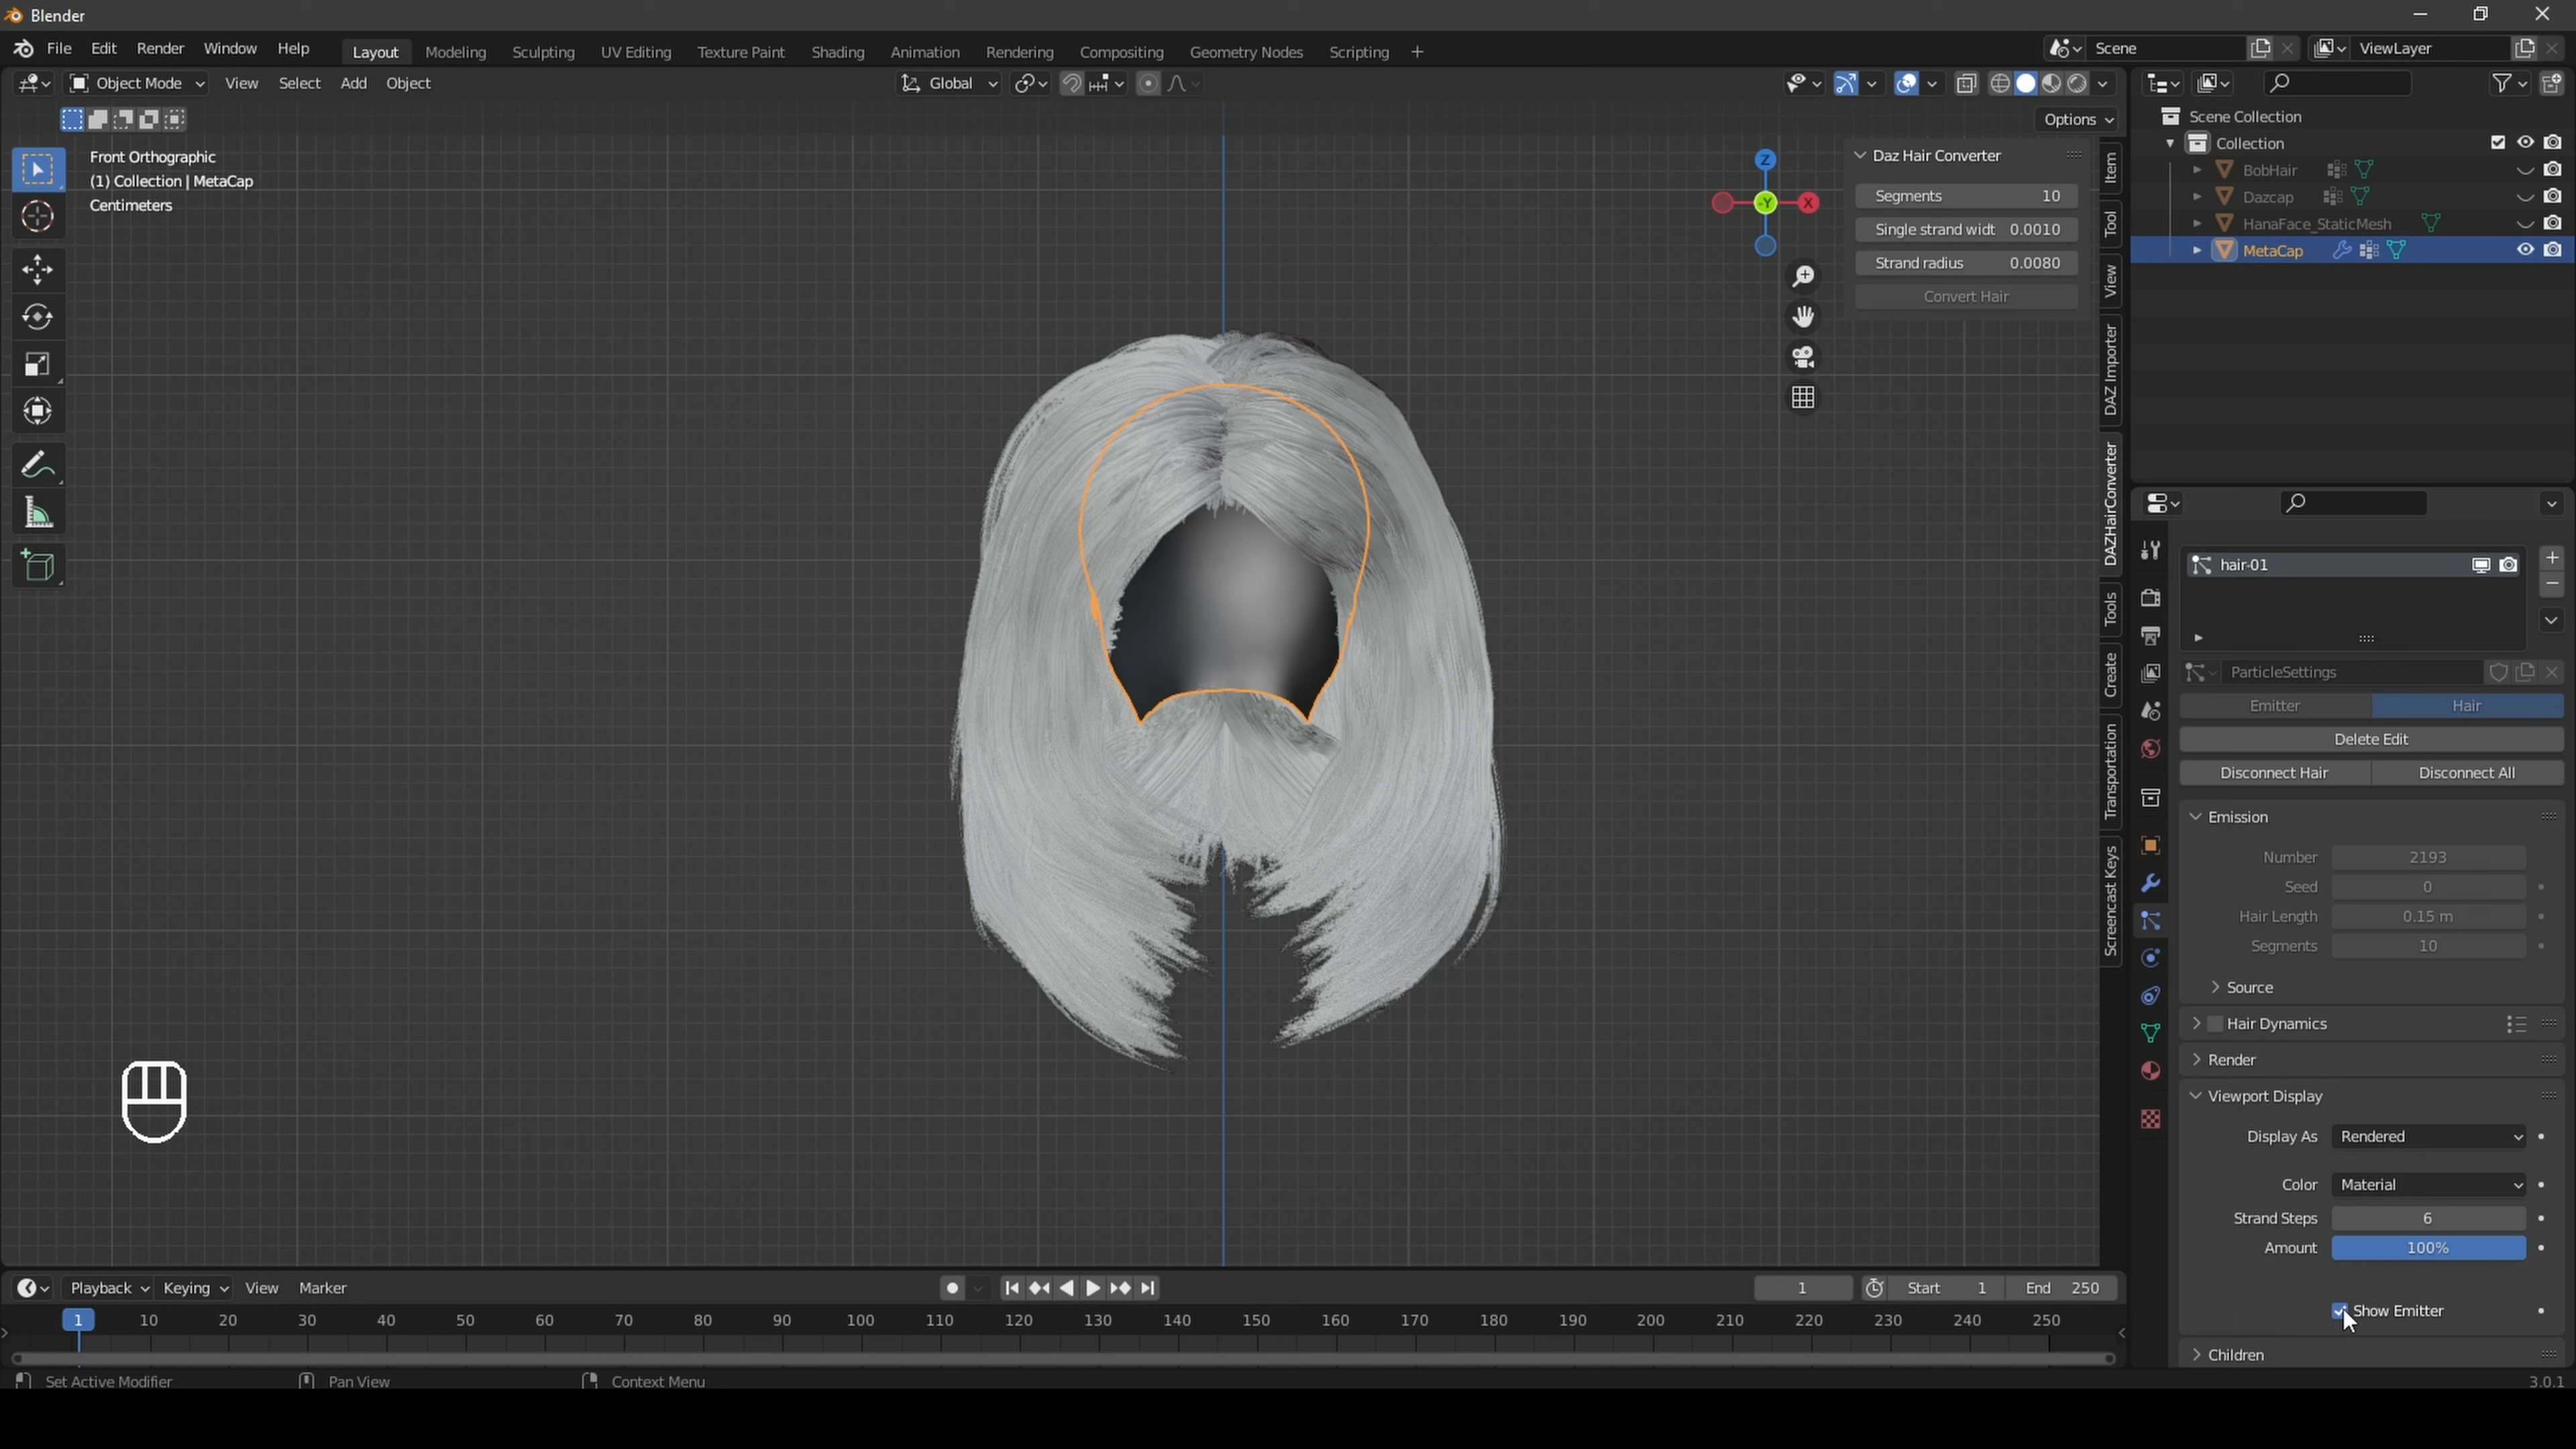 Blender
File Edit Render Window Help Layout Modeling Sculpting UV Editing Texture Paint Shading Animation Rendering Compositing Geometry Nodes Scripting + Scene ViewLayer
Object Mode View Select Add Object Global
Options
Front Orthographic
(1) Collection | MetaCap
Centimeters
Z
-Y
X
Daz Hair Converter
Segments 10
Single strand widt 0.0010
Strand radius 0.0080
Convert Hair
Item
Tool
View
DAZ Importer
DAZHairConverter
Tools
Create
Transportation
Screencast Keys
Scene Collection
Collection
BobHair
Dazcap
HanaFace_StaticMesh
MetaCap
hair-01
ParticleSettings
Emitter Hair
Delete Edit
Disconnect Hair Disconnect All
Emission
Number 2193
Seed 0
Hair Length 0.15 m
Segments 10
Source
Hair Dynamics
Render
Viewport Display
Display As Rendered
Color Material
Strand Steps 6
Amount 100%
Show Emitter
Children
Playback Keying View Marker 1 Start 1 End 250
1 10 20 30 40 50 60 70 80 90 100 110 120 130 140 150 160 170 180 190 200 210 220 230 240 250
Set Active Modifier Pan View Context Menu 3.0.1